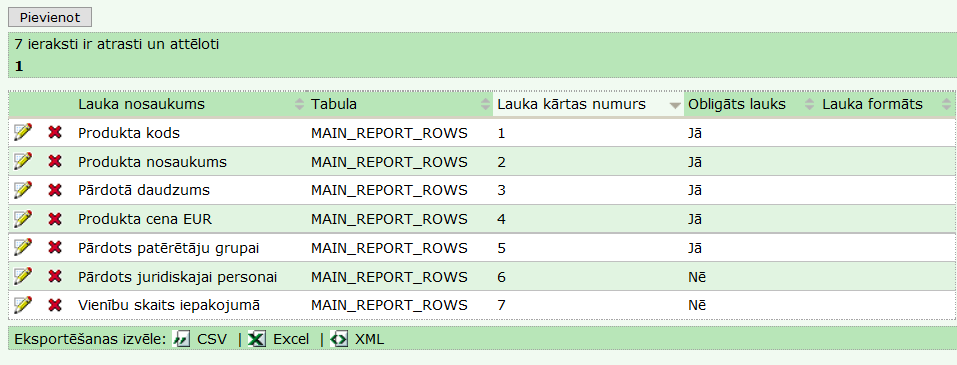 Pievienot
7 ieraksti ir atrasti un attēloti
1
Lauka nosaukums Tabula Lauka kārtas numurs Obligāts lauks Lauka formāts
Produkta kods MAIN_REPORT_ROWS 1 Jā
Produkta nosaukums MAIN_REPORT_ROWS 2 Jā
Pārdotā daudzums MAIN_REPORT_ROWS 3 Jā
Produkta cena EUR MAIN_REPORT_ROWS 4 Jā
Pārdots patērētāju grupai MAIN_REPORT_ROWS 5 Jā
Pārdots juridiskajai personai MAIN_REPORT_ROWS 6 Nē
Vienību skaits iepakojumā MAIN_REPORT_ROWS 7 Nē
Eksportēšanas izvēle: CSV | Excel | XML